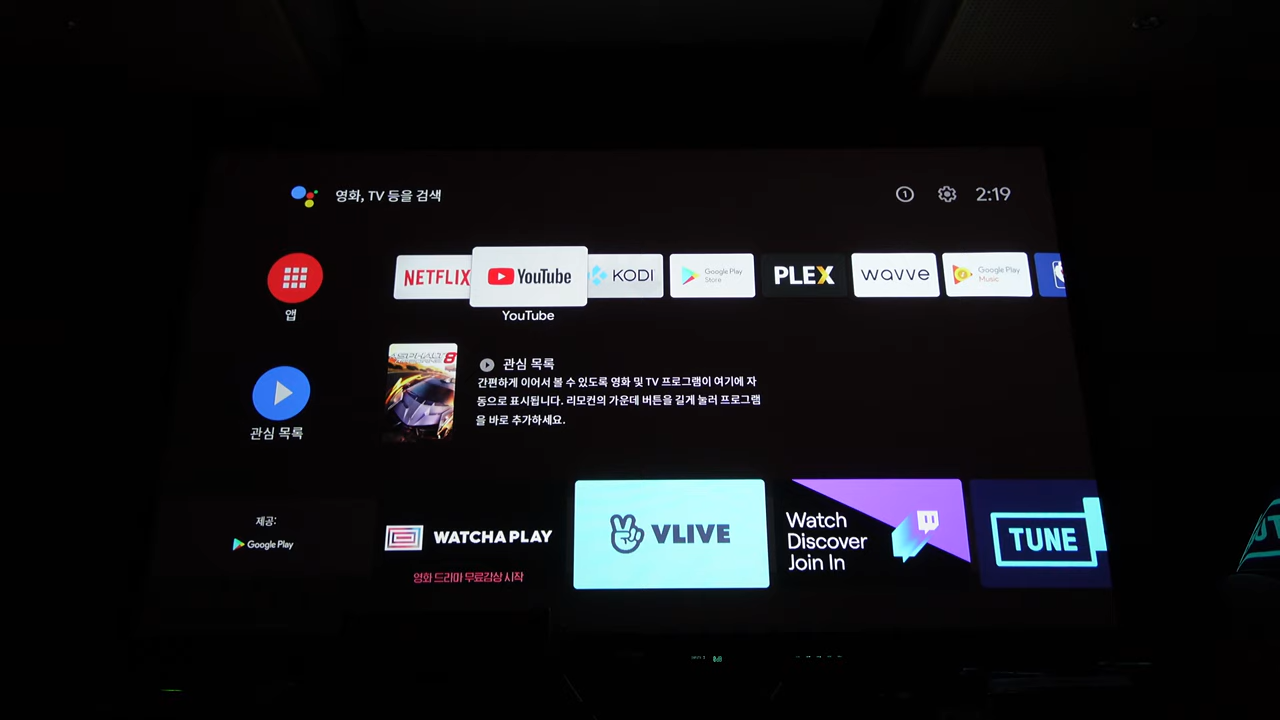 영화, TV 등을 검색
2:19
NETFLIX
YouTube
KODI
Google Play
Store
PLEX
wavve
Google Play
Music
앱
YouTube
ASPHALT 8
관심 목록
간편하게 이어서 볼 수 있도록 영화 및 TV 프로그램이 여기에 자
동으로 표시됩니다. 리모컨의 가운데 버튼을 길게 눌러 프로그램
을 바로 추가하세요.
관심 목록
제공:
Google Play
WATCHA PLAY
영화 드라마 무료감상 시작
VLIVE
Watch
Discover
Join In
TUNE